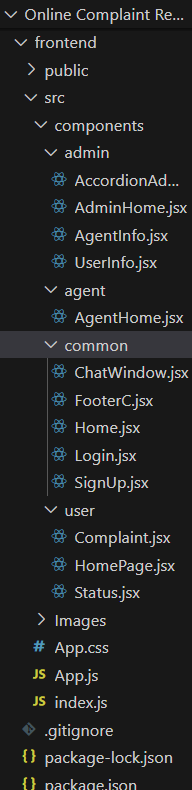 Online Complaint Re...
frontend
public
src
components
admin
AccordionAd...
AdminHome.jsx
AgentInfo.jsx
UserInfo.jsx
agent
AgentHome.jsx
common
ChatWindow.jsx
FooterC.jsx
Home.jsx
Login.jsx
SignUp.jsx
user
Complaint.jsx
HomePage.jsx
Status.jsx
Images
# App.css
JS App.js
JS index.js
.gitignore
{} package-lock.json
{} package.json